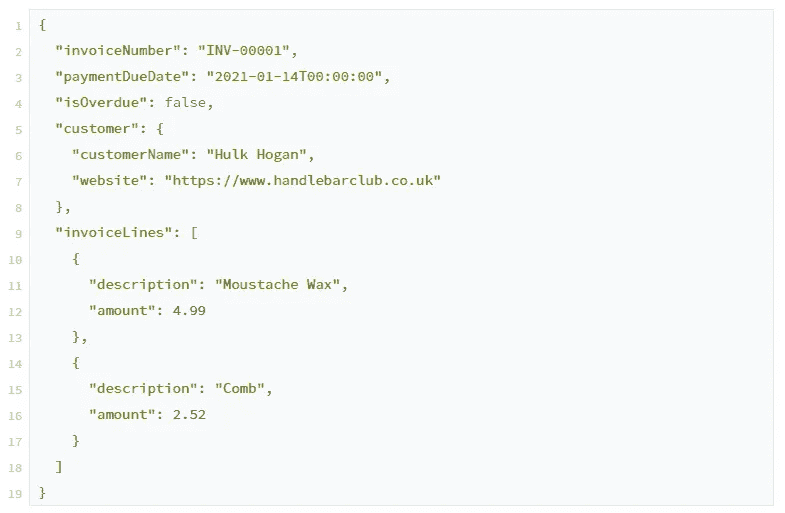 1 {
2   "invoiceNumber": "INV-00001",
3   "paymentDueDate": "2021-01-14T00:00:00",
4   "isOverdue": false,
5   "customer": {
6     "customerName": "Hulk Hogan",
7     "website": "https://www.handlebarclub.co.uk"
8   },
9   "invoiceLines": [
10     {
11       "description": "Moustache Wax",
12       "amount": 4.99
13     },
14     {
15       "description": "Comb",
16       "amount": 2.52
17     }
18   ]
19 }